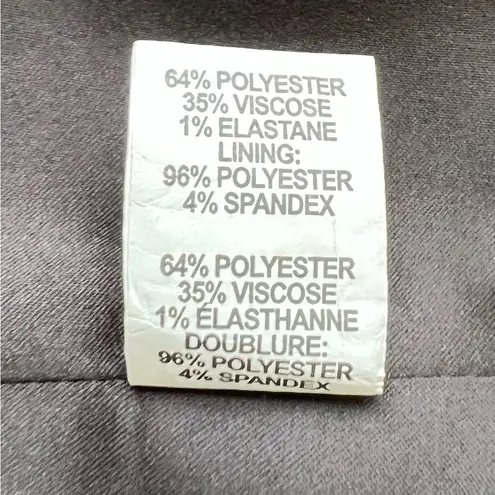 64% POLYESTER
35% VISCOSE
1% ELASTANE
LINING:
96% POLYESTER
4% SPANDEX
64% POLYESTER
35% VISCOSE
1% ÉLASTHANNE
DOUBLURE:
96% POLYESTER
4% SPANDEX